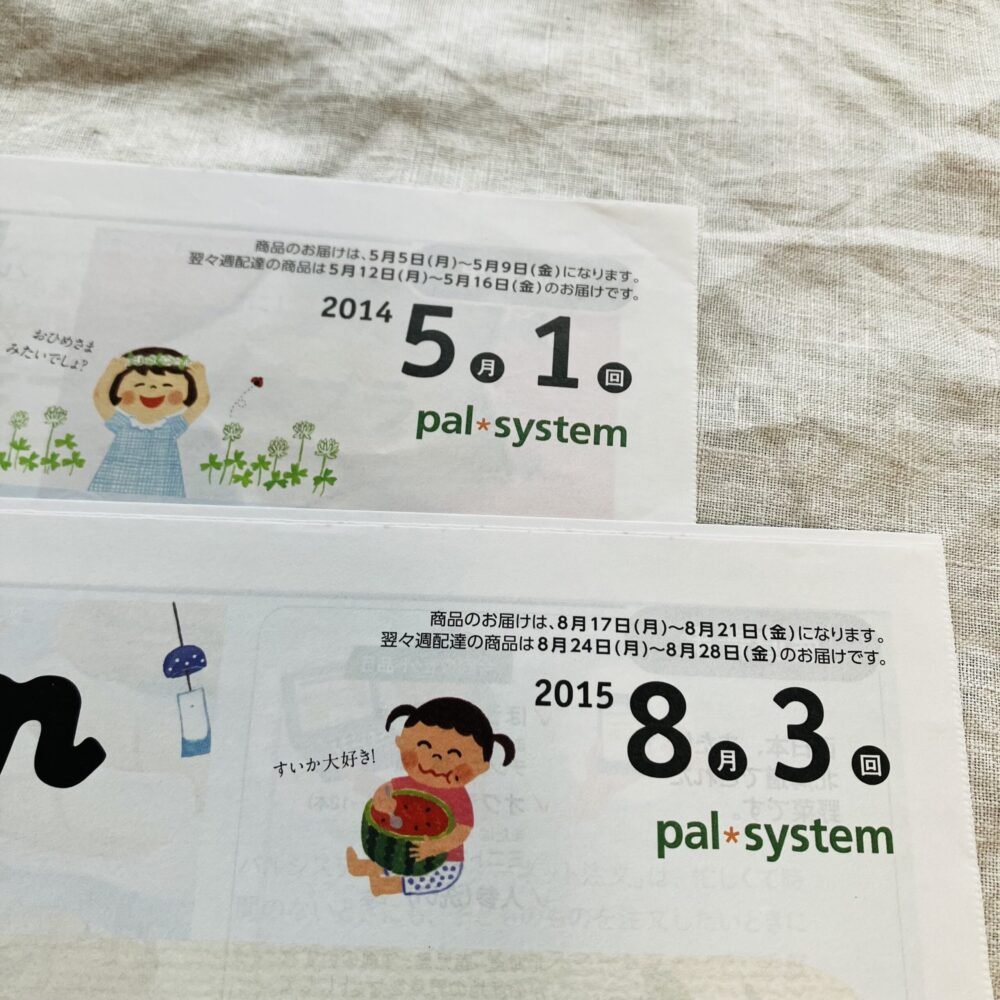 商品のお届けは、5月5日(月)～5月9日(金)になります。
翌々週配達の商品は5月12日(月)～5月16日(金)のお届けです。
2014 5月 1回
おひめさま
みたいでしょ?
pal*system
商品のお届けは、8月17日(月)～8月21日(金)になります。
翌々週配達の商品は8月24日(月)～8月28日(金)のお届けです。
2015 8月 3回
すいか大好き!
pal*system